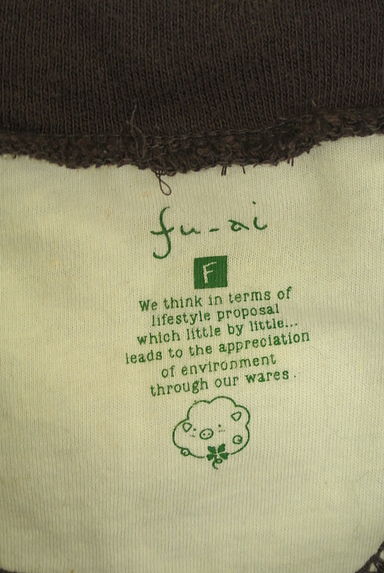 fu-ai
F
We think in terms of
lifestyle proposal
which little by little...
leads to the appreciation
of environment
through our wares.